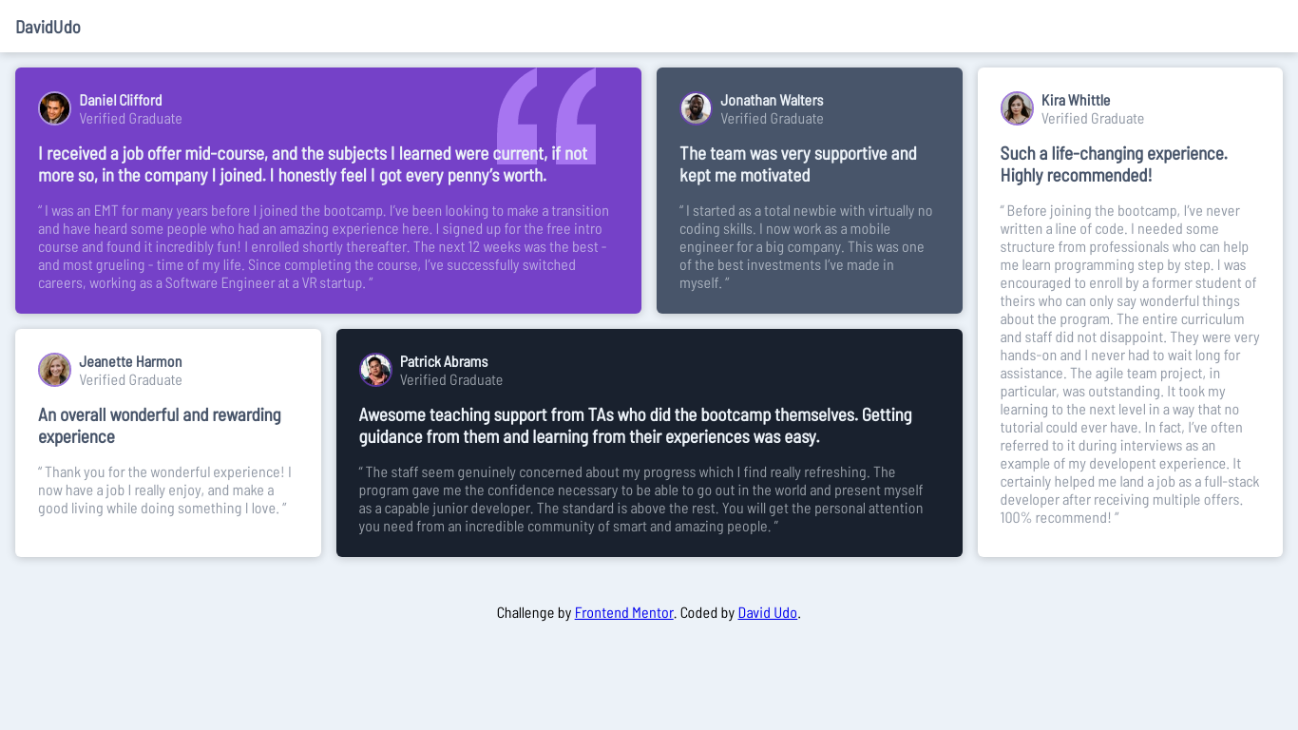 DavidUdo
Daniel Clifford
Verified Graduate
I received a job offer mid-course, and the subjects I learned were current, if not
more so, in the company I joined. I honestly feel I got every penny’s worth.
“ I was an EMT for many years before I joined the bootcamp. I’ve been looking to make a transition
and have heard some people who had an amazing experience here. I signed up for the free intro
course and found it incredibly fun! I enrolled shortly thereafter. The next 12 weeks was the best -
and most grueling - time of my life. Since completing the course, I’ve successfully switched
careers, working as a Software Engineer at a VR startup. ”
Jonathan Walters
Verified Graduate
The team was very supportive and
kept me motivated
“ I started as a total newbie with virtually no
coding skills. I now work as a mobile
engineer for a big company. This was one
of the best investments I’ve made in
myself. ”
Kira Whittle
Verified Graduate
Such a life-changing experience.
Highly recommended!
“ Before joining the bootcamp, I’ve never
written a line of code. I needed some
structure from professionals who can help
me learn programming step by step. I was
encouraged to enroll by a former student of
theirs who can only say wonderful things
about the program. The entire curriculum
and staff did not disappoint. They were very
hands-on and I never had to wait long for
assistance. The agile team project, in
particular, was outstanding. It took my
learning to the next level in a way that no
tutorial could ever have. In fact, I’ve often
referred to it during interviews as an
example of my developent experience. It
certainly helped me land a job as a full-stack
developer after receiving multiple offers.
100% recommend! ”
Jeanette Harmon
Verified Graduate
An overall wonderful and rewarding
experience
“ Thank you for the wonderful experience! I
now have a job I really enjoy, and make a
good living while doing something I love. ”
Patrick Abrams
Verified Graduate
Awesome teaching support from TAs who did the bootcamp themselves. Getting
guidance from them and learning from their experiences was easy.
“ The staff seem genuinely concerned about my progress which I find really refreshing. The
program gave me the confidence necessary to be able to go out in the world and present myself
as a capable junior developer. The standard is above the rest. You will get the personal attention
you need from an incredible community of smart and amazing people. ”
Challenge by Frontend Mentor. Coded by David Udo.